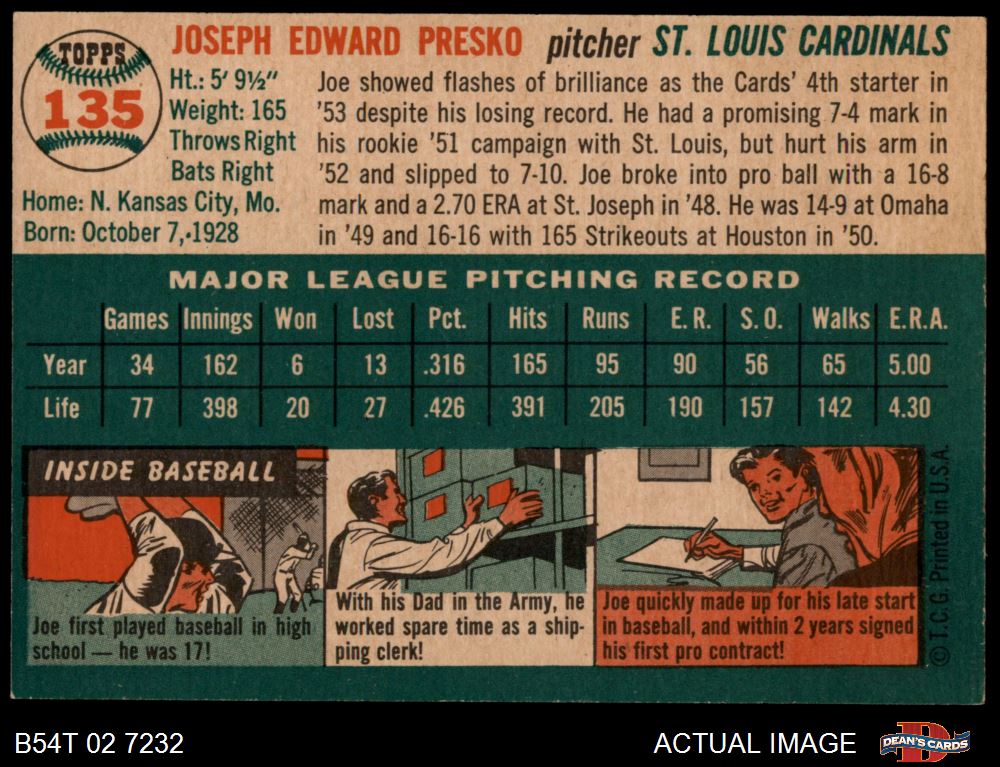 TOPPS
135
JOSEPH EDWARD PRESKO pitcher ST. LOUIS CARDINALS
Ht.: 5' 9½"
Weight: 165
Throws Right
Bats Right
Home: N. Kansas City, Mo.
Born: October 7, 1928
Joe showed flashes of brilliance as the Cards' 4th starter in
'53 despite his losing record. He had a promising 7-4 mark in
his rookie '51 campaign with St. Louis, but hurt his arm in
'52 and slipped to 7-10. Joe broke into pro ball with a 16-8
mark and a 2.70 ERA at St. Joseph in '48. He was 14-9 at Omaha
in '49 and 16-16 with 165 Strikeouts at Houston in '50.
MAJOR LEAGUE PITCHING RECORD
Games Innings Won Lost Pct. Hits Runs E. R. S. O. Walks E.R.A.
Year 34 162 6 13 .316 165 95 90 56 65 5.00
Life 77 398 20 27 .426 391 205 190 157 142 4.30
INSIDE BASEBALL
Joe first played baseball in high
school — he was 17!
With his Dad in the Army, he
worked spare time as a ship-
ping clerk!
Joe quickly made up for his late start
in baseball, and within 2 years signed
his first pro contract!
© T. C. G. Printed in U.S.A.
B54T 02 7232
ACTUAL IMAGE
DEAN'S CARDS